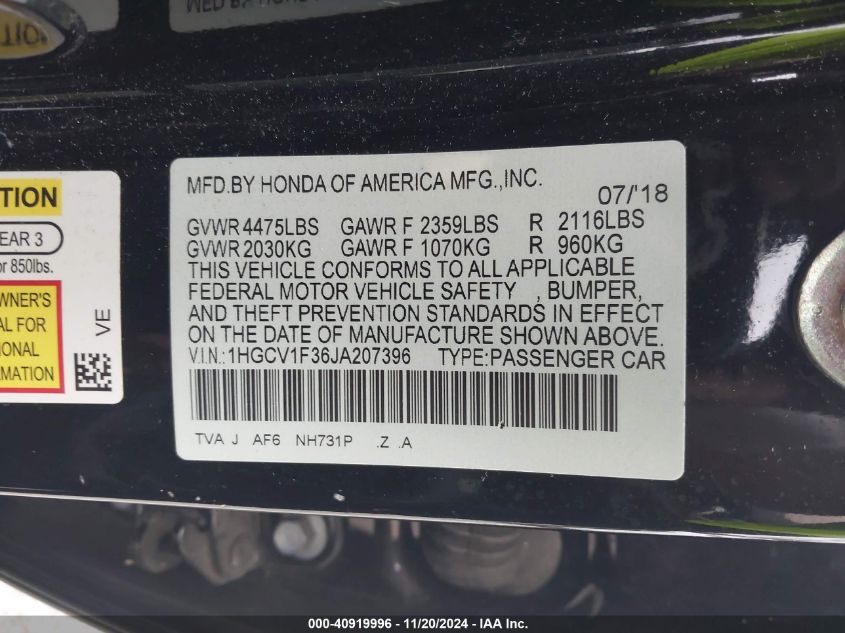 MFD.BY HONDA OF AMERICA MFG.,INC.
07/'18
GVWR 4475LBS GAWR F 2359LBS R 2116LBS
GVWR 2030KG GAWR F 1070KG R 960KG
THIS VEHICLE CONFORMS TO ALL APPLICABLE
FEDERAL MOTOR VEHICLE SAFETY , BUMPER,
AND THEFT PREVENTION STANDARDS IN EFFECT
ON THE DATE OF MANUFACTURE SHOWN ABOVE.
V.I.N.:1HGCV1F36JA207396 TYPE:PASSENGER CAR
TVA J AF6 NH731P .Z .A
TION
EAR 3
or 850lbs.
WNER'S
AL FOR
IONAL
RMATION
VE
000-40919996 - 11/20/2024 - IAA Inc.